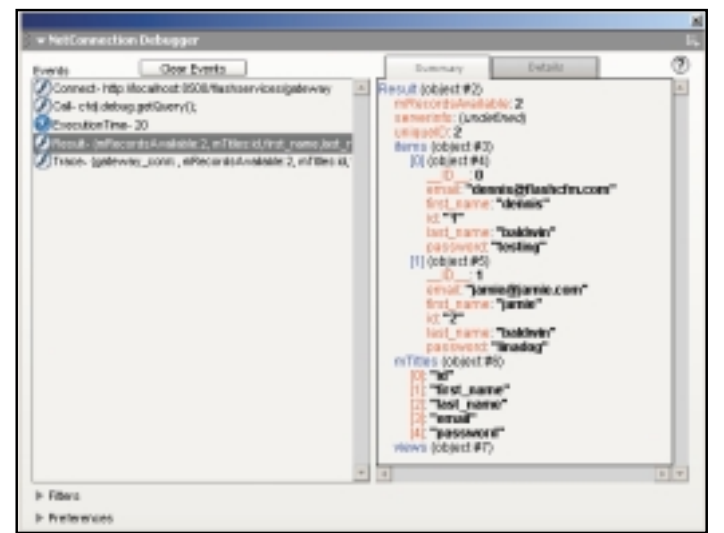 NetConnection Debugger
Events
Clear Events
Connect- http://localhost:8500/flashservices/gateway
Call- cfd.debug.getQuery();
ExecutionTime- 20
Result- (mRecordsAvailable:2, mTitles:id,first_name,last_
Trace- (gateway_conn , mRecordsAvailable:2, mTitles:id,
Summary
Details
Result (object #2)
mRecordsAvailable: 2
serverInfo: (undefined)
uniqueID: 2
items (object #3)
[0] (object #4)
__ID__: 0
email: "dennis@flashcfm.com"
first_name: "dennis"
id: "1"
last_name: "baldwin"
password: "testing"
[1] (object #5)
__ID__: 1
email: "jamie@jamie.com"
first_name: "jamie"
id: "2"
last_name: "baldwin"
password: "linadog"
mTitles (object #6)
[0]: "id"
[1]: "first_name"
[2]: "last_name"
[3]: "email"
[4]: "password"
views (object #7)
Filters
Preferences